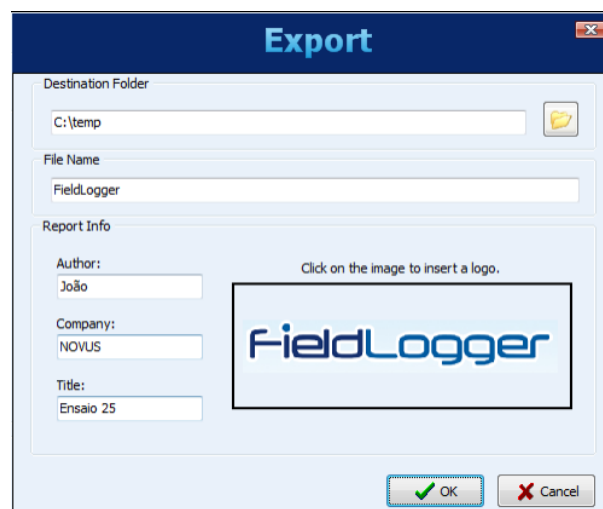 Export
Destination Folder
C:\temp
File Name
FieldLogger
Report Info
Author:
João
Company:
NOVUS
Title:
Ensaio 25
Click on the image to insert a logo.
FieldLogger
OK
Cancel